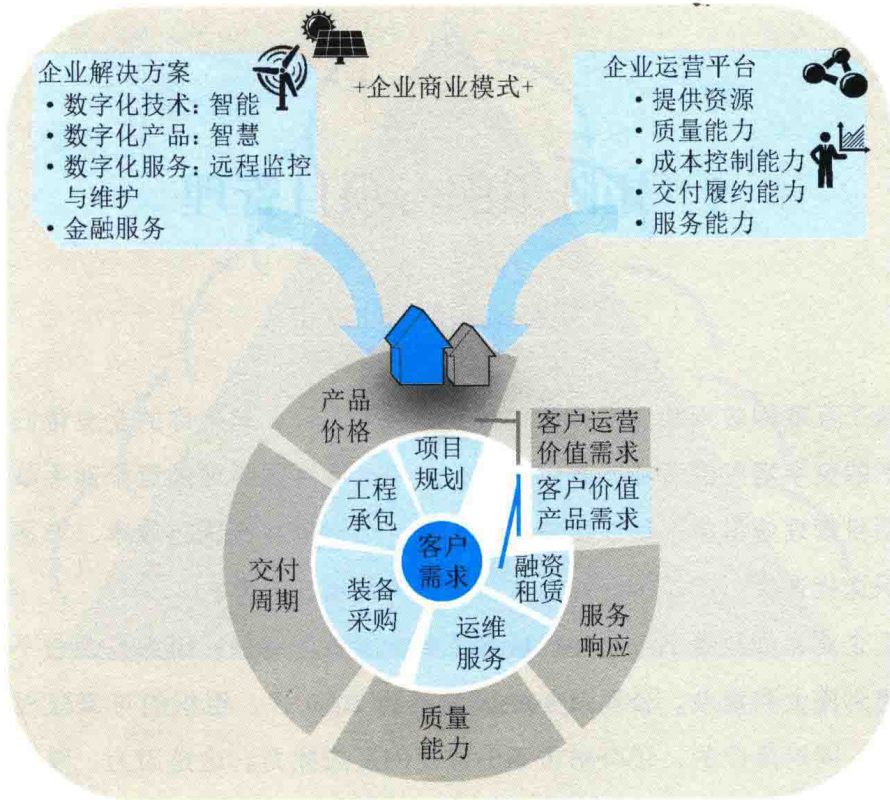 企业解决方案
• 数字化技术：智能
• 数字化产品：智慧
• 数字化服务：远程监控
与维护
• 金融服务
+企业商业模式+
企业运营平台
• 提供资源
• 质量能力
• 成本控制能力
• 交付履约能力
• 服务能力
产品
价格
客户运营
价值需求
项目
规划
客户价值
产品需求
工程
承包
客户
需求
交付
周期
融资
租赁
装备
采购
服务
响应
运维
服务
质量
能力